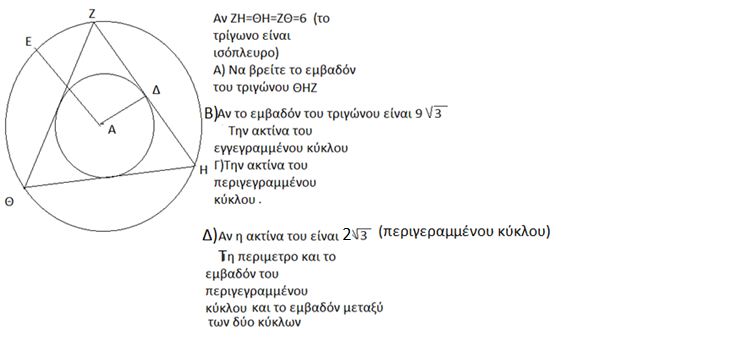 Ζ
Ε
Δ
Α
Η
Θ
Αν ΖΗ=ΘΗ=ΖΘ=6 (το
τρίγωνο είναι
ισόπλευρο)
Α) Να βρείτε το εμβαδόν
του τριγώνου ΘΗΖ
Β)Αν το εμβαδόν του τριγώνου είναι 9 √3
Την ακτίνα του
εγγεγραμμένου κύκλου
Γ)Την ακτίνα του
περιγεγραμμένου
κύκλου .
Δ)Αν η ακτίνα του είναι 2√3 (περιγεραμμένου κύκλου)
Τη περιμετρο και το
εμβαδόν του
περιγεγραμμένου
κύκλου και το εμβαδόν μεταξύ
των δύο κύκλων